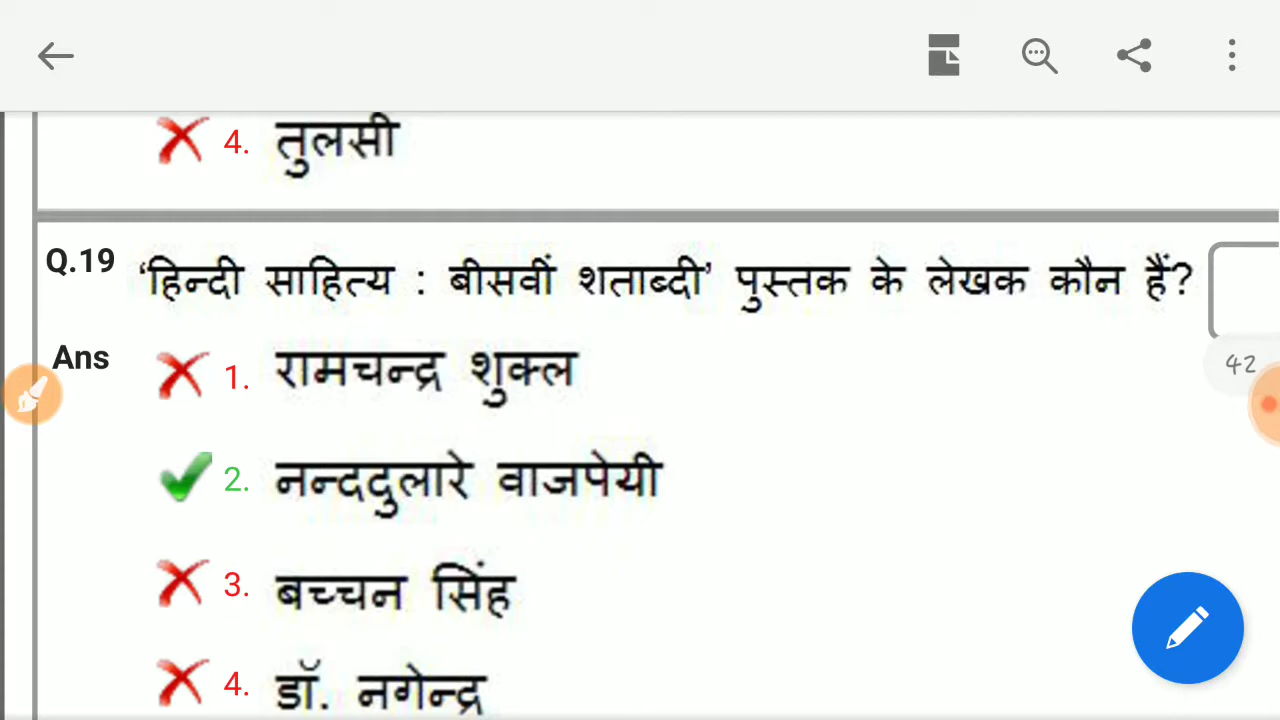 4. तुलसी
Q.19 ‘हिन्दी साहित्य : बीसवीं शताब्दी’ पुस्तक के लेखक कौन हैं?
Ans 1. रामचन्द्र शुक्ल
42
2. नन्ददुलारे वाजपेयी
3. बच्चन सिंह
4. डॉ. नगेन्द्र